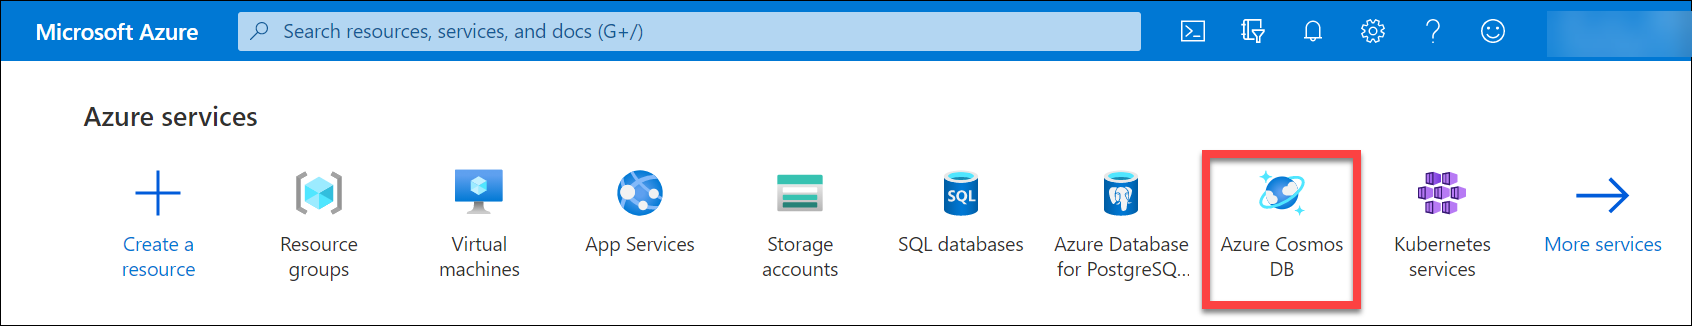 Microsoft Azure
Search resources, services, and docs (G+/)
Azure services
Create a
resource
Resource
groups
Virtual
machines
App Services
Storage
accounts
SQL
SQL databases
Azure Database
for PostgreSQ...
Azure Cosmos
DB
Kubernetes
services
More services